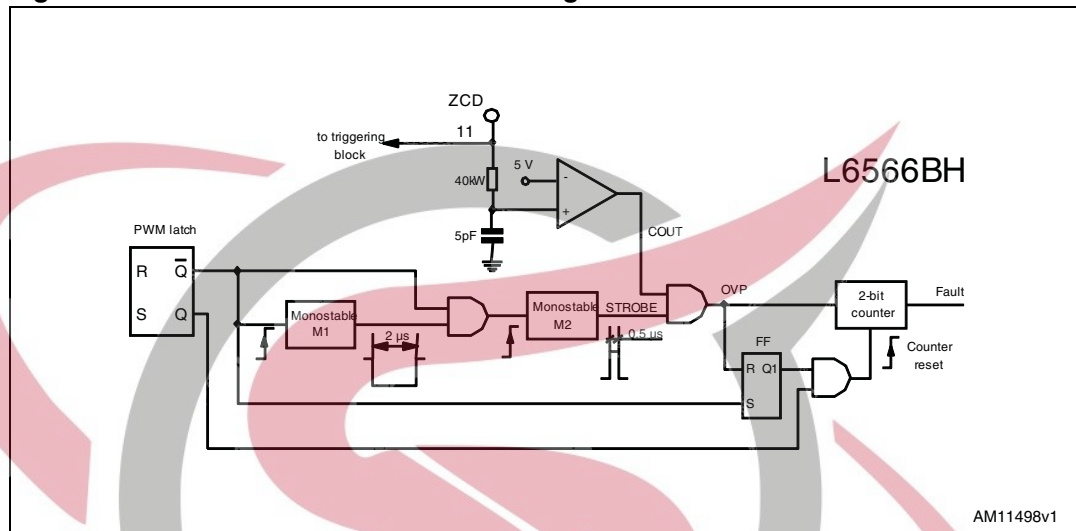 ZCD
11
to triggering
block
5 V
40kW
-
+
5pF
COUT
L6566BH
PWM latch
R Q
S Q
Monostable
M1
2 µs
Monostable
M2
STROBE
0.5 µs
OVP
2-bit
counter
Fault
Counter
reset
FF
R Q1
S
AM11498v1